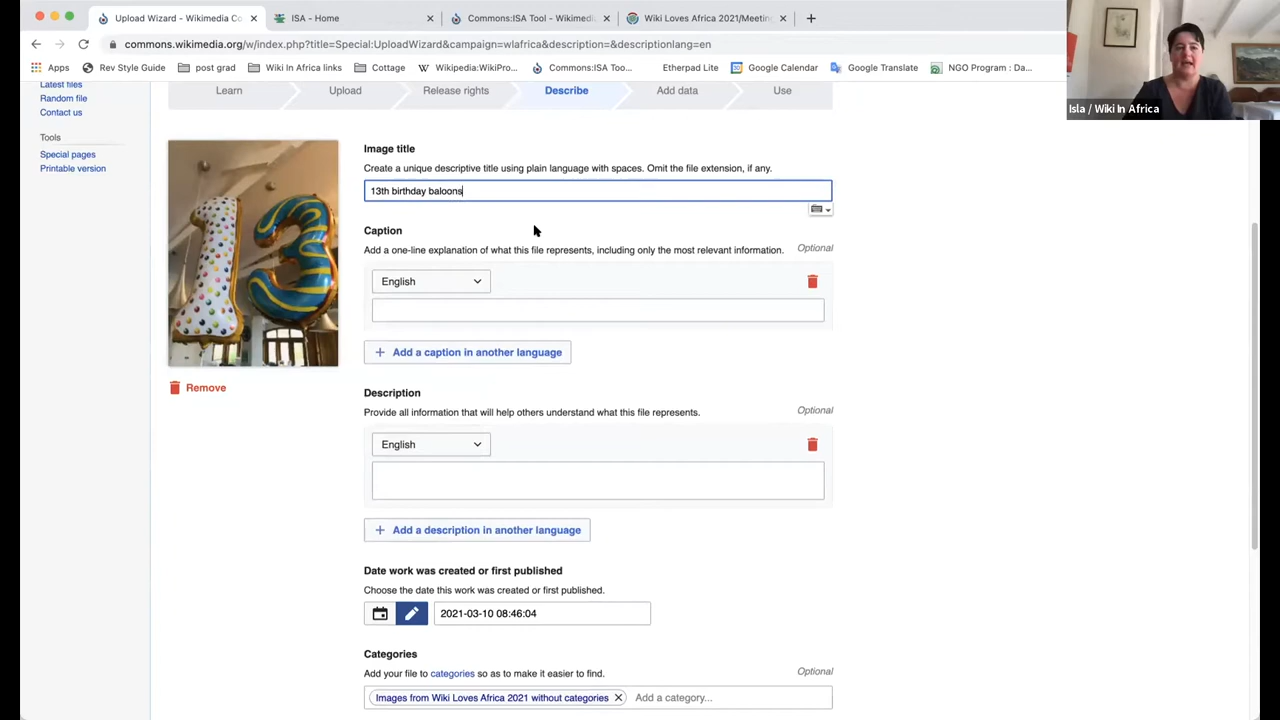 Upload Wizard - Wikimedia Co
ISA - Home
Commons:ISA Tool - Wikimedi
Wiki Loves Africa 2021/Meetin
commons.wikimedia.org/w/index.php?title=Special:UploadWizard&campaign=wlafrica&description=&descriptionlang=en
Apps
Rev Style Guide
post grad
Wiki In Africa links
Cottage
Wikipedia:WikiPro...
Commons:ISA Too...
Etherpad Lite
Google Calendar
Google Translate
NGO Program : Da...
Isla / Wiki In Africa
Latest files
Random file
Contact us
Tools
Special pages
Printable version
Learn
Upload
Release rights
Describe
Add data
Use
13
Remove
Image title
Create a unique descriptive title using plain language with spaces. Omit the file extension, if any.
13th birthday baloons
Caption
Add a one-line explanation of what this file represents, including only the most relevant information.
Optional
English
+ Add a caption in another language
Description
Provide all information that will help others understand what this file represents.
Optional
English
+ Add a description in another language
Date work was created or first published
Choose the date this work was created or first published.
2021-03-10 08:46:04
Categories
Add your file to categories so as to make it easier to find.
Optional
Images from Wiki Loves Africa 2021 without categories
Add a category...